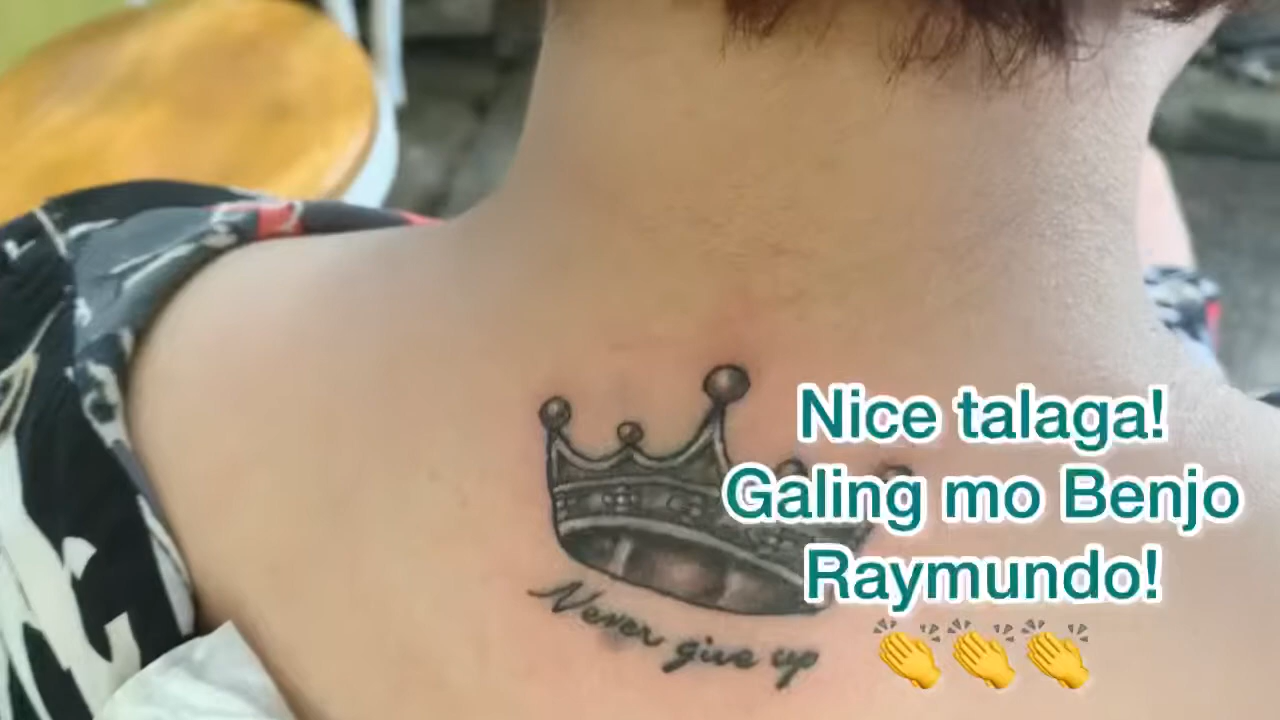 Nice talaga!
Galing mo Benjo
Raymundo!
👏👏👏
Never give up